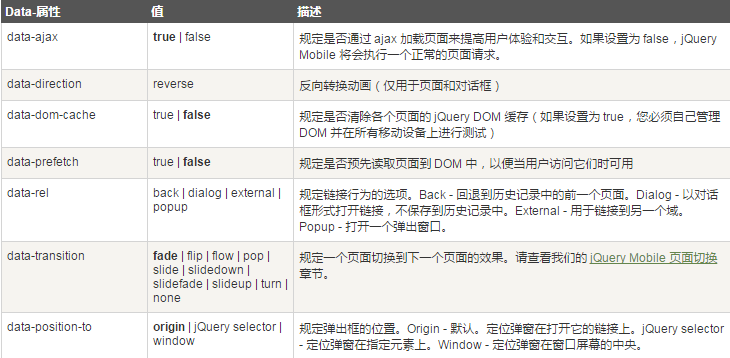 Data-属性 值 描述
data-ajax true | false 规定是否通过 ajax 加载页面来提高用户体验和交互。如果设置为 false，jQuery
Mobile 将会执行一个正常的页面请求。
data-direction reverse 反向转换动画（仅用于页面和对话框）
data-dom-cache true | false 规定是否清除各个页面的 jQuery DOM 缓存（如果设置为 true，您必须自己管理
DOM 并在所有移动设备上进行测试）
data-prefetch true | false 规定是否预先读取页面到 DOM 中，以便当用户访问它们时可用
data-rel back | dialog | external | 规定链接行为的选项。Back - 回退到历史记录中的前一个页面。Dialog - 以对话
popup 框形式打开链接，不保存到历史记录中。External - 用于链接到另一个域。
Popup - 打开一个弹出窗口。
data-transition fade | flip | flow | pop | 规定一个页面切换到下一个页面的效果。请查看我们的 jQuery Mobile 页面切换
slide | slidedown | 章节。
slidefade | slideup | turn |
none
data-position-to origin | jQuery selector | 规定弹出框的位置。Origin - 默认。定位弹窗在打开它的链接上。jQuery selector
window - 定位弹窗在指定元素上。Window - 定位弹窗在窗口屏幕的中央。